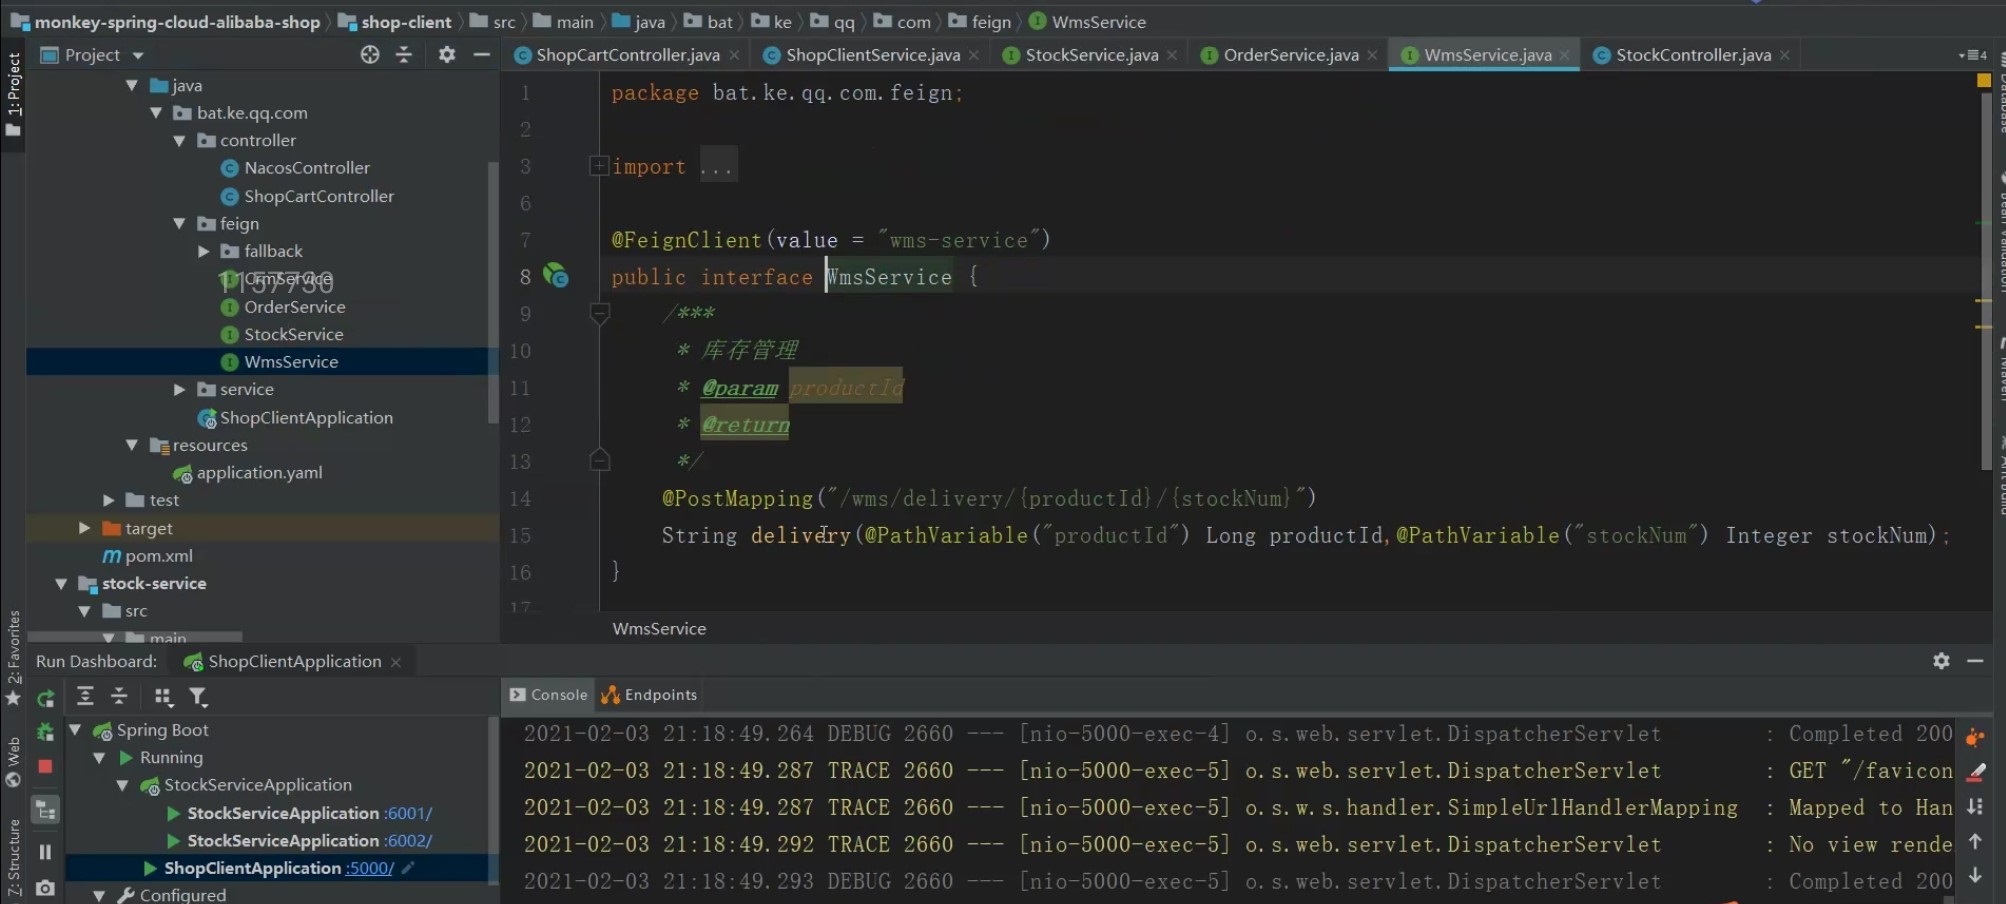 monkey-spring-cloud-alibaba-shop shop-client src main java bat ke qq com feign WmsService
Project
ShopCartController.java ShopClientService.java StockService.java OrderService.java WmsService.java StockController.java 4
1: Project
java
bat.ke.qq.com
controller
NacosController
ShopCartController
feign
fallback
1157730
OrderService
StockService
WmsService
service
ShopClientApplication
resources
application.yaml
test
target
pom.xml
stock-service
src
main
1 package bat.ke.qq.com.feign;
2
3 import ...
6
7 @FeignClient(value = "wms-service")
8 public interface WmsService {
9 /***
10 * 库存管理
11 * @param productId
12 * @return
13 */
14 @PostMapping("/wms/delivery/{productId}/{stockNum}")
15 String delivery(@PathVariable("productId") Long productId,@PathVariable("stockNum") Integer stockNum);
16 }
17
WmsService
2: Favorites
Web
Z: Structure
Run Dashboard: ShopClientApplication
Console Endpoints
Spring Boot
Running
StockServiceApplication
StockServiceApplication :6001/
StockServiceApplication :6002/
ShopClientApplication :5000/
Configured
2021-02-03 21:18:49.264 DEBUG 2660 --- [nio-5000-exec-4] o.s.web.servlet.DispatcherServlet : Completed 200
2021-02-03 21:18:49.287 TRACE 2660 --- [nio-5000-exec-5] o.s.web.servlet.DispatcherServlet : GET "/favicon
2021-02-03 21:18:49.287 TRACE 2660 --- [nio-5000-exec-5] o.s.w.s.handler.SimpleUrlHandlerMapping : Mapped to Han
2021-02-03 21:18:49.292 TRACE 2660 --- [nio-5000-exec-5] o.s.web.servlet.DispatcherServlet : No view rende
2021-02-03 21:18:49.293 DEBUG 2660 --- [nio-5000-exec-5] o.s.web.servlet.DispatcherServlet : Completed 200